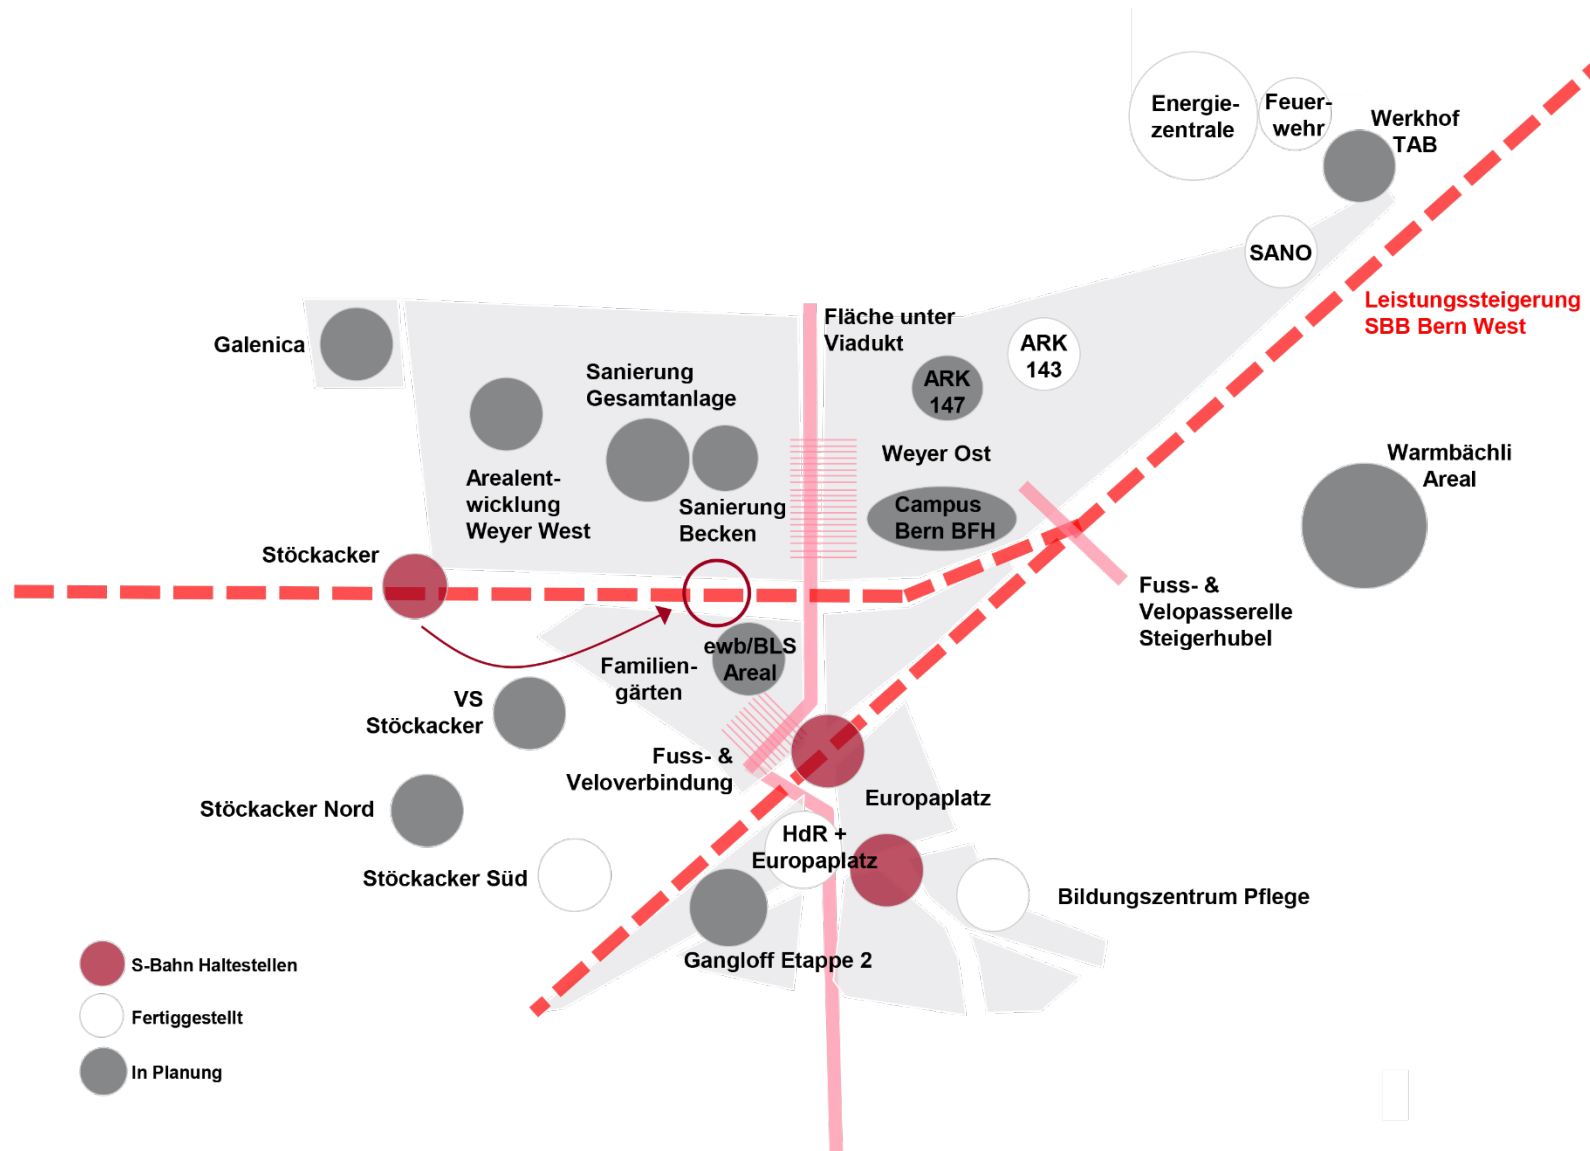 Energie-
zentrale
Feuer-
wehr
Werkhof
TAB
SANO
Leistungssteigerung
SBB Bern West
Galenica
Fläche unter
Viadukt
ARK
143
Sanierung
Gesamtanlage
ARK
147
Weyer Ost
Warmbächli
Areal
Arealent-
wicklung
Weyer West
Sanierung
Becken
Campus
Bern BFH
Stöckacker
Fuss- &
Velopasserelle
Steigerhubel
ewb/BLS
Areal
Familien-
gärten
VS
Stöckacker
Fuss- &
Veloverbindung
Stöckacker Nord
Europaplatz
HdR +
Europaplatz
Stöckacker Süd
Bildungszentrum Pflege
Gangloff Etappe 2
S-Bahn Haltestellen
Fertiggestellt
In Planung